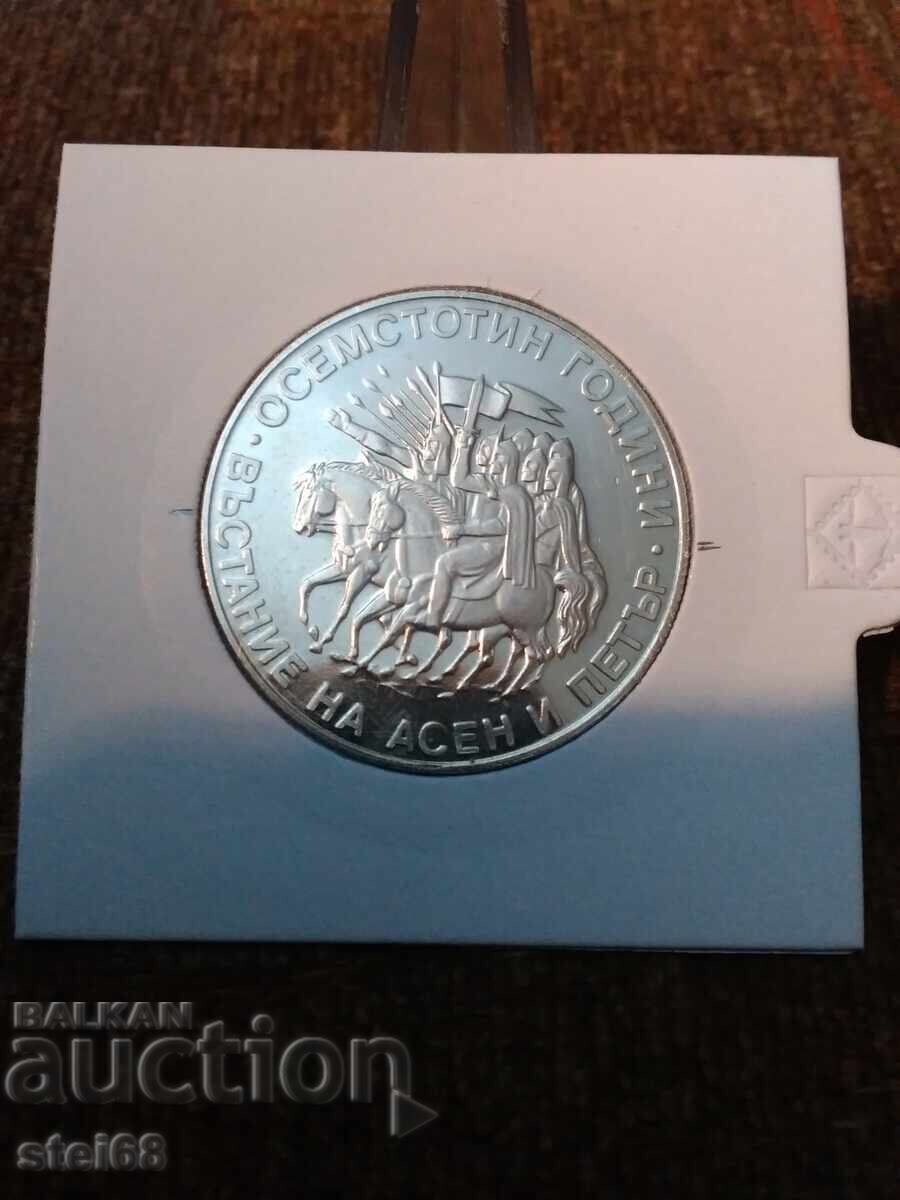 · ОСЕМСТОТИН ГОДИНИ ·
ВЪСТАНИЕ НА АСЕН И ПЕТЪР
BALKAN
auction
stei68